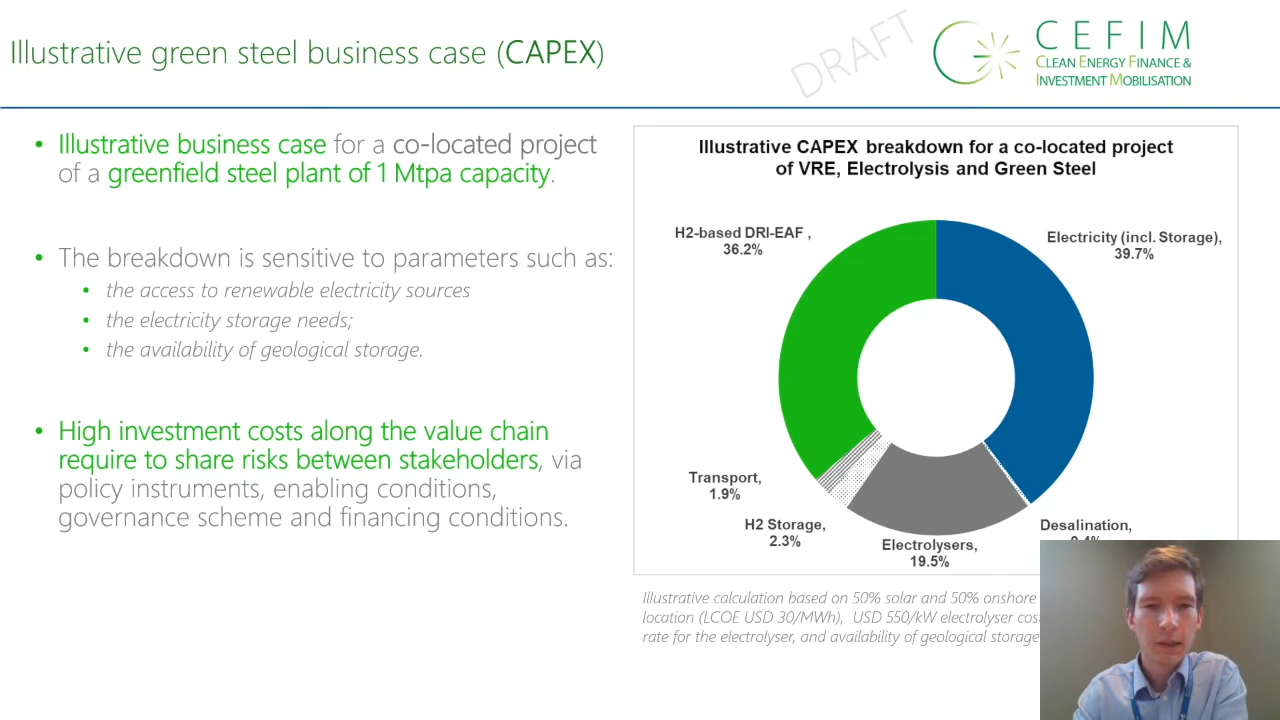 Illustrative green steel business case (CAPEX)
DRAFT
CEFIM
CLEAN ENERGY FINANCE &
INVESTMENT MOBILISATION
• Illustrative business case for a co-located project
of a greenfield steel plant of 1 Mtpa capacity.
• The breakdown is sensitive to parameters such as:
• the access to renewable electricity sources
• the electricity storage needs;
• the availability of geological storage.
• High investment costs along the value chain
require to share risks between stakeholders, via
policy instruments, enabling conditions,
governance scheme and financing conditions.
Illustrative CAPEX breakdown for a co-located project
of VRE, Electrolysis and Green Steel
H2-based DRI-EAF ,
36.2%
Electricity (incl. Storage),
39.7%
Transport,
1.9%
H2 Storage,
2.3%
Electrolysers,
19.5%
Desalination,
Illustrative calculation based on 50% solar and 50% onshore
location (LCOE USD 30/MWh), USD 550/kW electrolyser
rate for the electrolyser, and availability of geological storage